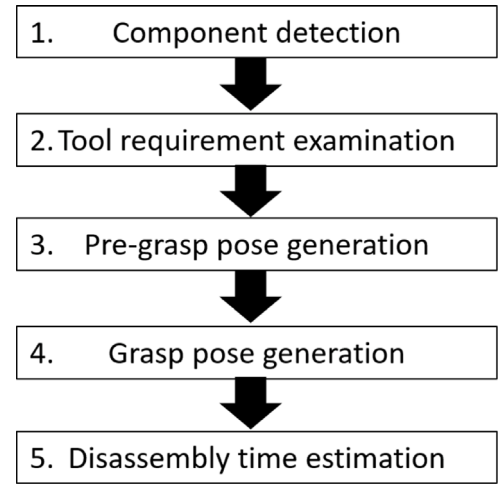 1. Component detection
2. Tool requirement examination
3. Pre-grasp pose generation
4. Grasp pose generation
5. Disassembly time estimation